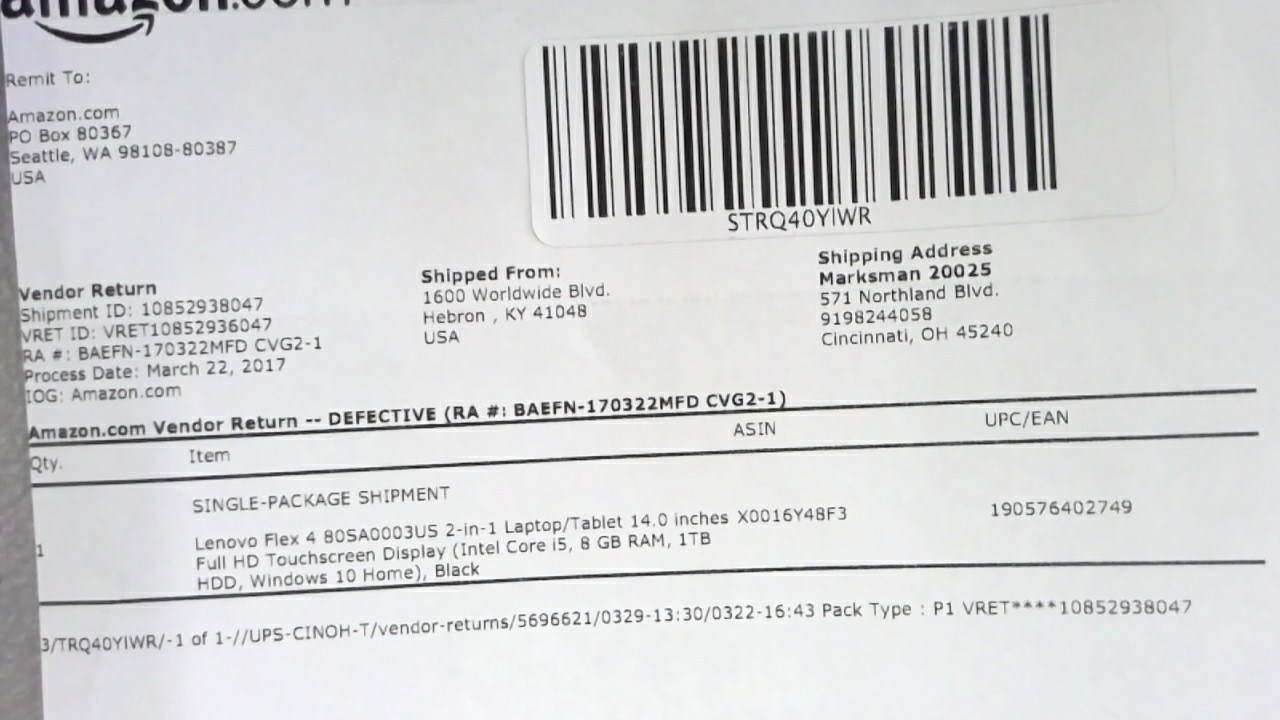 amazon.com
Remit To:
Amazon.com
PO Box 80367
Seattle, WA 98108-80387
USA
STRQ40YIWR
Vendor Return
Shipment ID: 10852938047
VRET ID: VRET10852936047
RA #: BAEFN-170322MFD CVG2-1
Process Date: March 22, 2017
IOG: Amazon.com
Shipped From:
1600 Worldwide Blvd.
Hebron , KY 41048
USA
Shipping Address
Marksman 20025
571 Northland Blvd.
9198244058
Cincinnati, OH 45240
Amazon.com Vendor Return -- DEFECTIVE (RA #: BAEFN-170322MFD CVG2-1)
Qty. Item ASIN UPC/EAN
SINGLE-PACKAGE SHIPMENT
1 Lenovo Flex 4 80SA0003US 2-in-1 Laptop/Tablet 14.0 inches X0016Y48F3 190576402749
Full HD Touchscreen Display (Intel Core i5, 8 GB RAM, 1TB
HDD, Windows 10 Home), Black
3/TRQ40YIWR/-1 of 1-//UPS-CINOH-T/vendor-returns/5696621/0329-13:30/0322-16:43 Pack Type : P1 VRET****10852938047